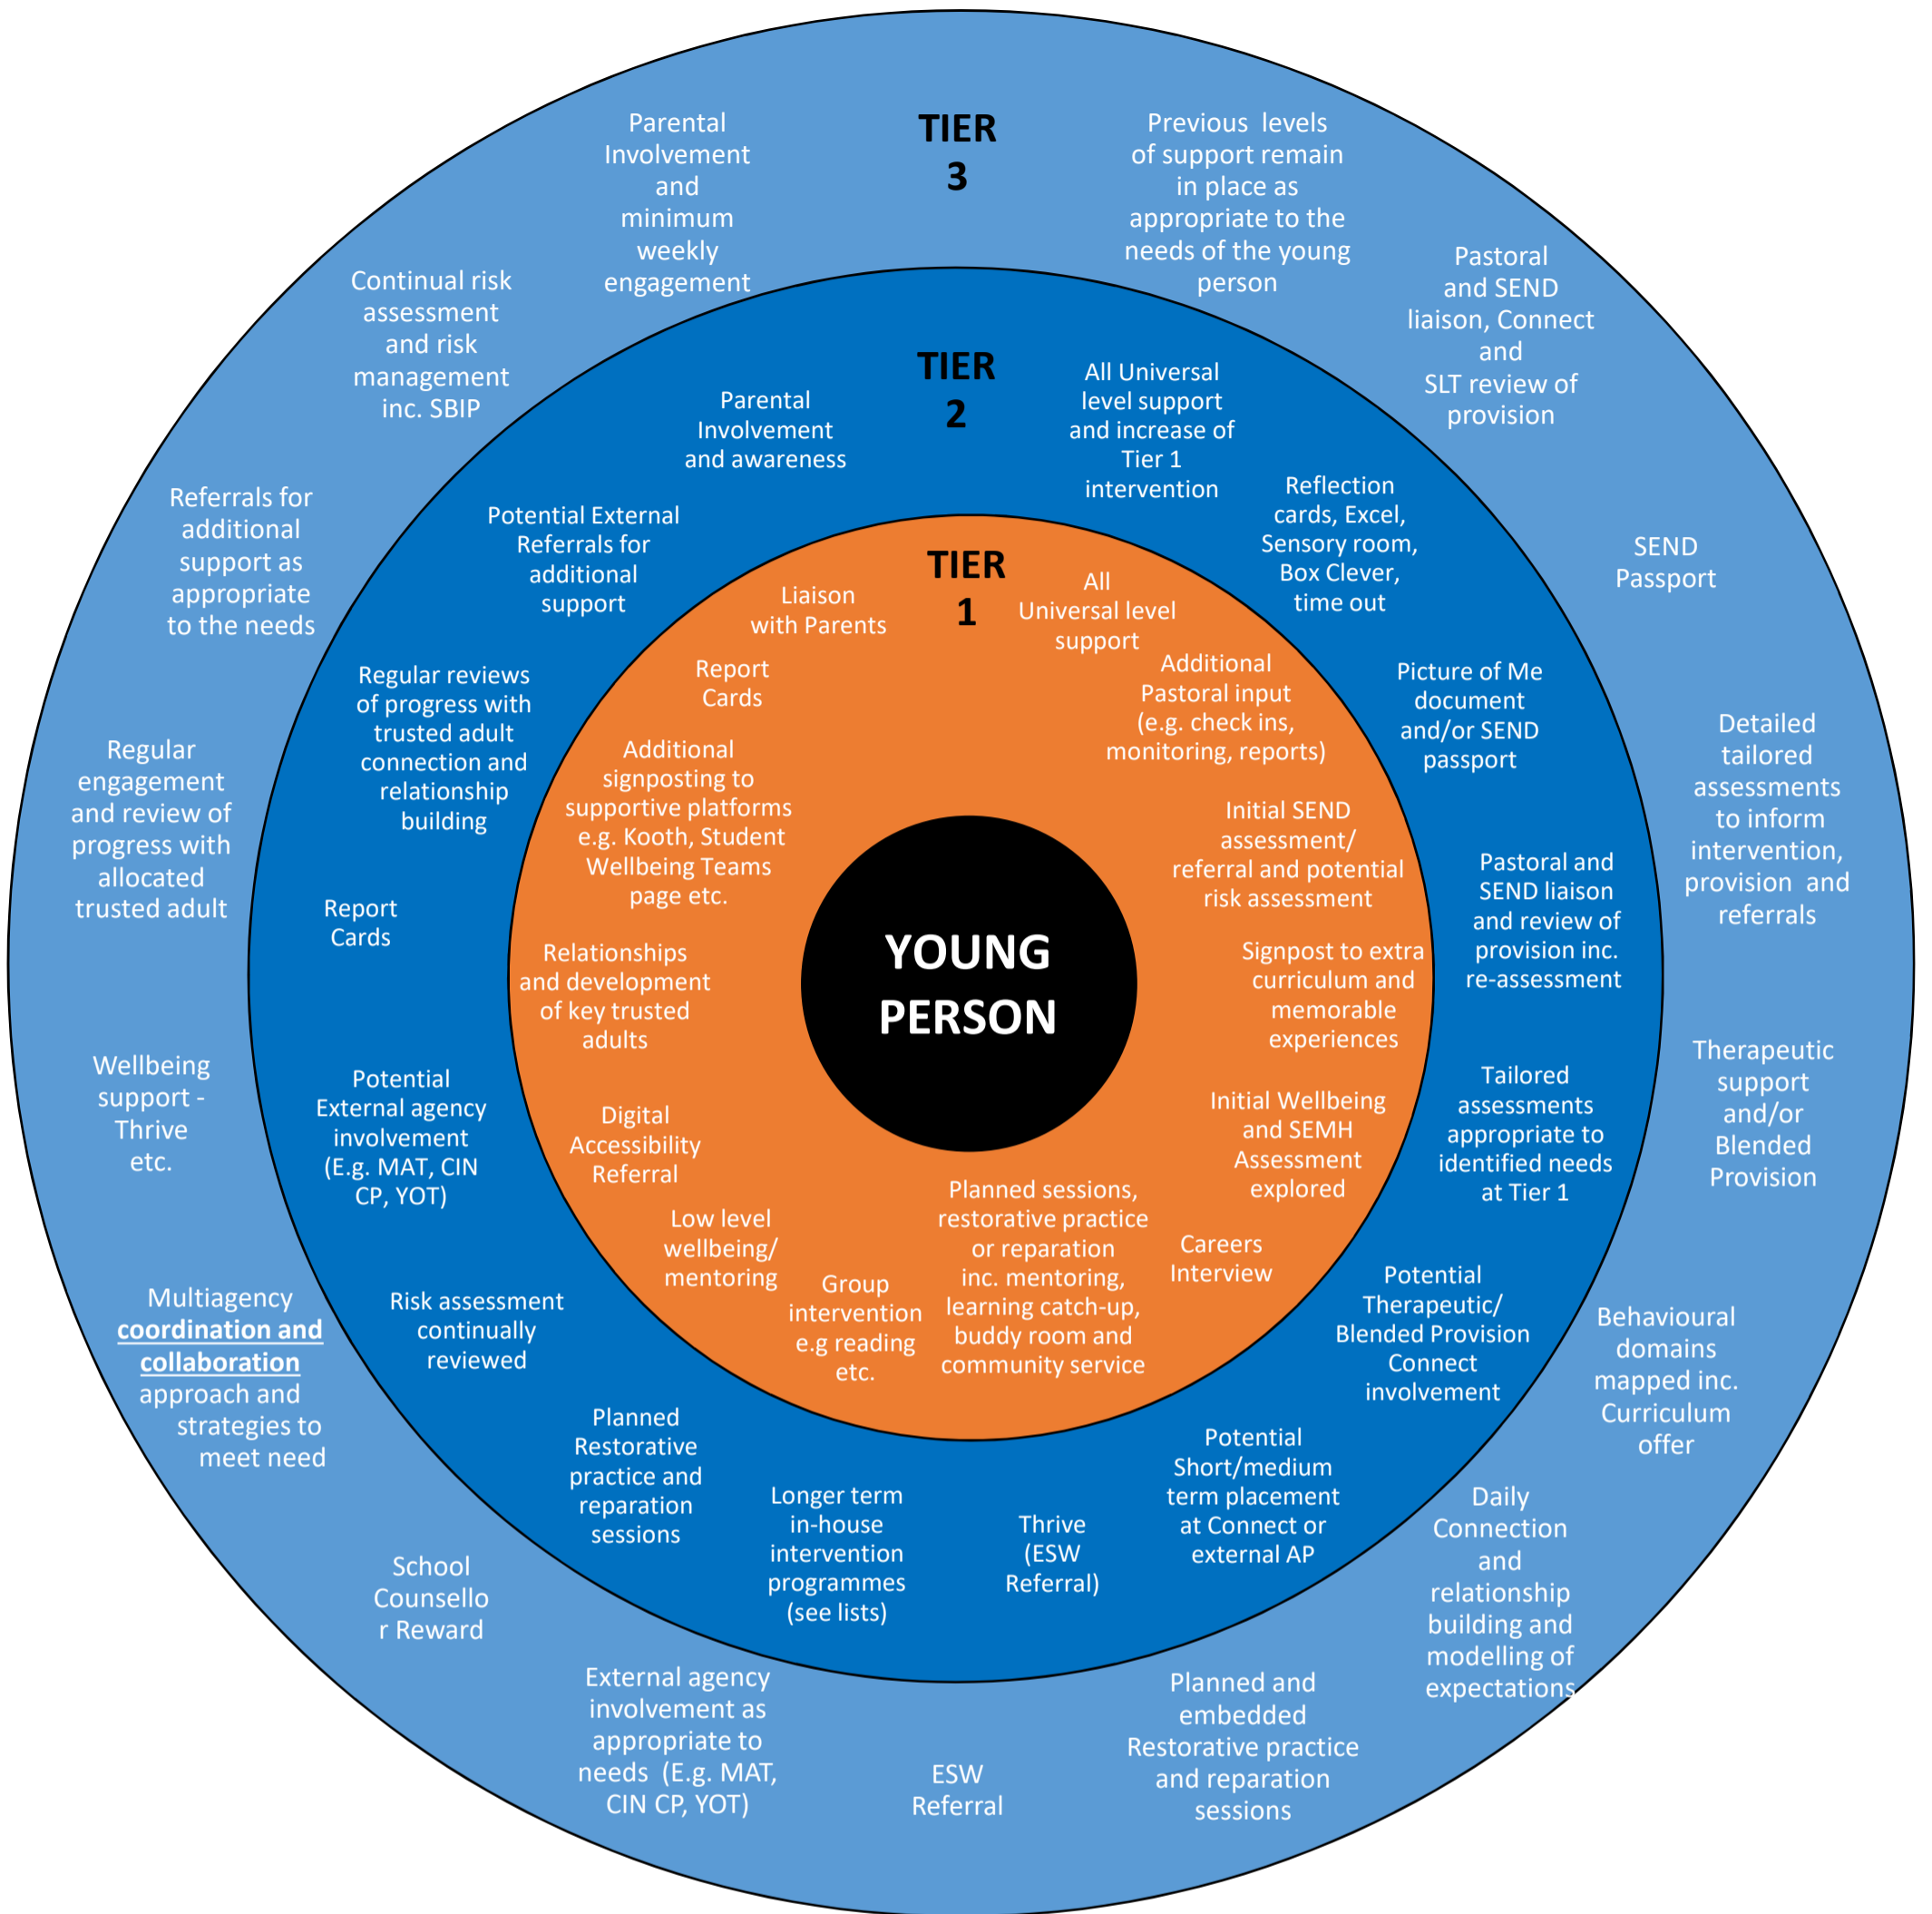 TIER
3
Previous levels
of support remain
in place as
appropriate to the
needs of the young
person
Pastoral
and SEND
liaison, Connect
and
SLT review of
provision
SEND
Passport
Detailed
tailored
assessments
to inform
intervention,
provision and
referrals
Therapeutic
support
and/or
Blended
Provision
Behavioural
domains
mapped inc.
Curriculum
offer
Daily
Connection
and
relationship
building and
modelling of
expectations
Planned and
embedded
Restorative practice
and reparation
sessions
ESW
Referral
External agency
involvement as
appropriate to
needs (E.g. MAT,
CIN CP, YOT)
School
Counsello
r Reward
Multiagency
coordination and
collaboration
approach and
strategies to
meet need
Wellbeing
support -
Thrive
etc.
Regular
engagement
and review of
progress with
allocated
trusted adult
Referrals for
additional
support as
appropriate
to the needs
Continual risk
assessment
and risk
management
inc. SBIP
Parental
Involvement
and
minimum
weekly
engagement
TIER
2
All Universal
level support
and increase of
Tier 1
intervention
Reflection
cards, Excel,
Sensory room,
Box Clever,
time out
Picture of Me
document
and/or SEND
passport
Pastoral and
SEND liaison
and review of
provision inc.
re-assessment
Tailored
assessments
appropriate to
identified needs
at Tier 1
Potential
Therapeutic/
Blended Provision
Connect
involvement
Potential
Short/medium
term placement
at Connect or
external AP
Thrive
(ESW
Referral)
Longer term
in-house
intervention
programmes
(see lists)
Planned
Restorative
practice and
reparation
sessions
Risk assessment
continually
reviewed
Potential
External agency
involvement
(E.g. MAT, CIN
CP, YOT)
Report
Cards
Regular reviews
of progress with
trusted adult
connection and
relationship
building
Potential External
Referrals for
additional
support
Parental
Involvement
and awareness
TIER
1
All
Universal level
support
Additional
Pastoral input
(e.g. check ins,
monitoring, reports)
Initial SEND
assessment/
referral and potential
risk assessment
Signpost to extra
curriculum and
memorable
experiences
Initial Wellbeing
and SEMH
Assessment
explored
Careers
Interview
Planned sessions,
restorative practice
or reparation
inc. mentoring,
learning catch-up,
buddy room and
community service
Group
intervention
e.g reading
etc.
Low level
wellbeing/
mentoring
Digital
Accessibility
Referral
Relationships
and development
of key trusted
adults
Additional
signposting to
supportive platforms
e.g. Kooth, Student
Wellbeing Teams
page etc.
Report
Cards
Liaison
with Parents
YOUNG
PERSON